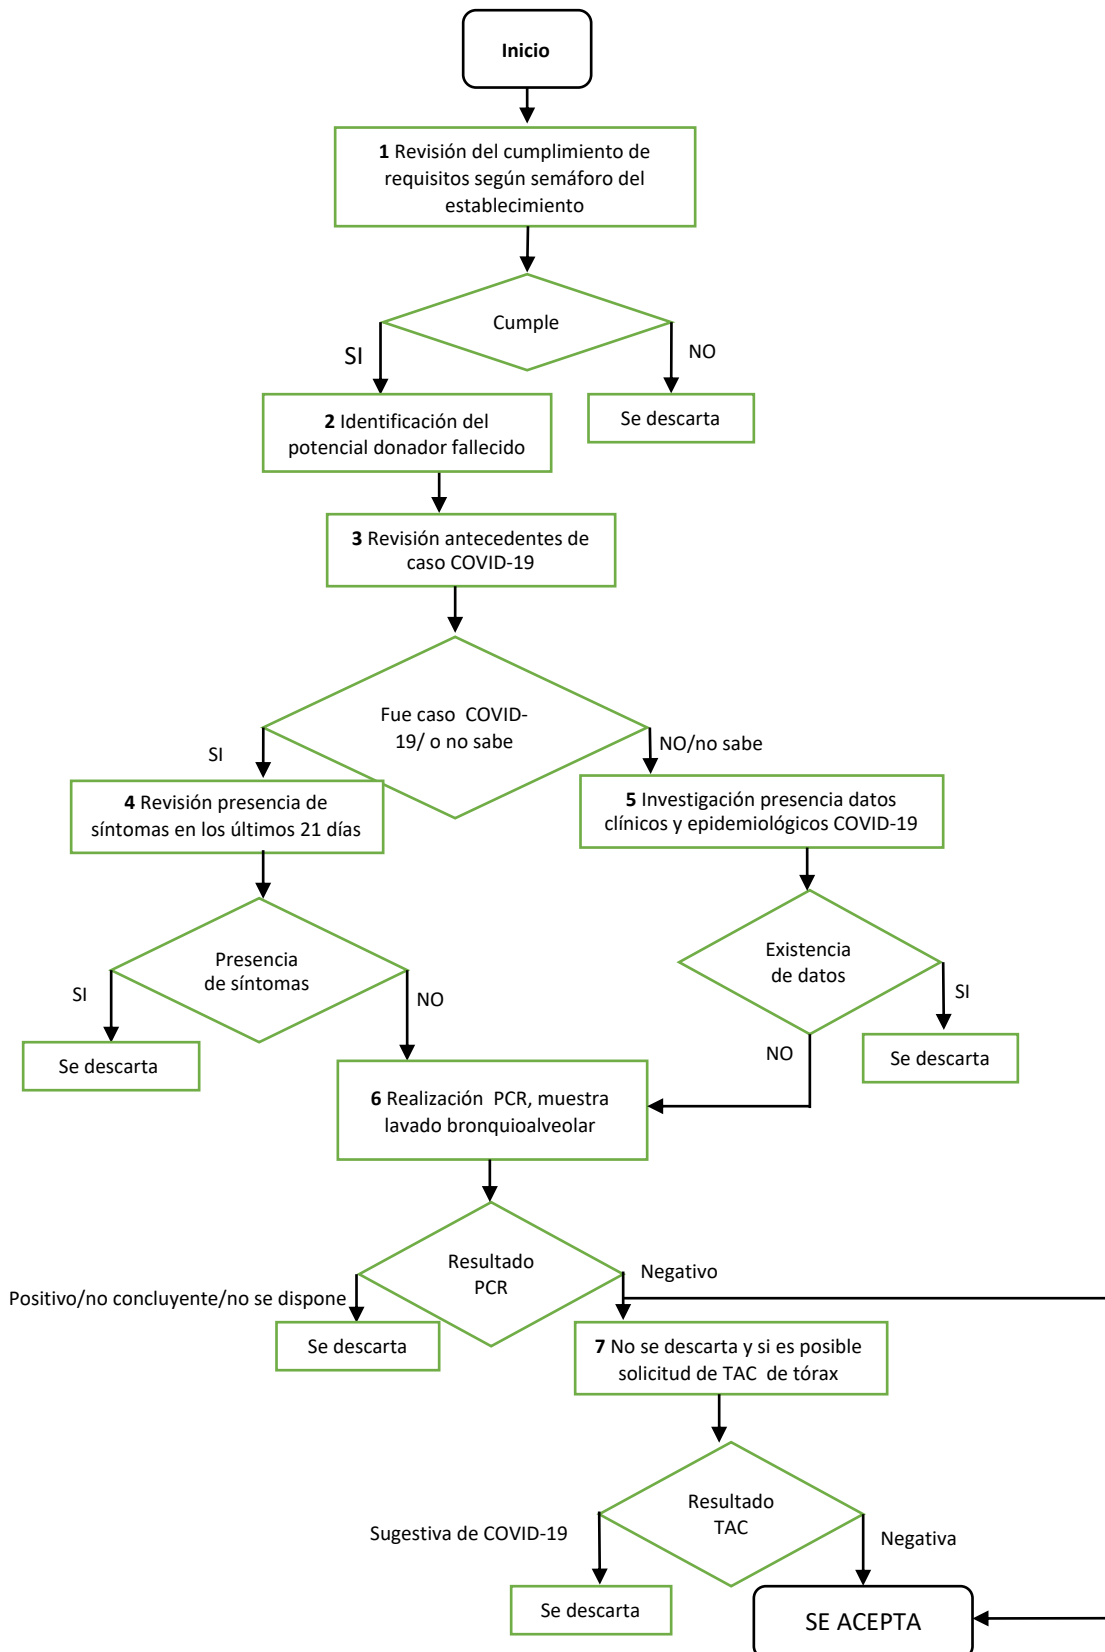 Inicio
1 Revisión del cumplimiento de
requisitos según semáforo del
establecimiento
Cumple
SI
NO
2 Identificación del
potencial donador fallecido
Se descarta
3 Revisión antecedentes de
caso COVID-19
Fue caso  COVID-
19/ o no sabe
SI
NO/no sabe
4 Revisión presencia de
síntomas en los últimos 21 días
5 Investigación presencia datos
clínicos y epidemiológicos COVID-19
Presencia
de síntomas
Existencia
de datos
SI
NO
SI
NO
Se descarta
Se descarta
6 Realización  PCR, muestra
lavado bronquioalveolar
Resultado
PCR
Negativo
Positivo/no concluyente/no se dispone
Se descarta
7 No se descarta y si es posible
solicitud de TAC  de tórax
Resultado
TAC
Sugestiva de COVID-19
Negativa
Se descarta
SE ACEPTA